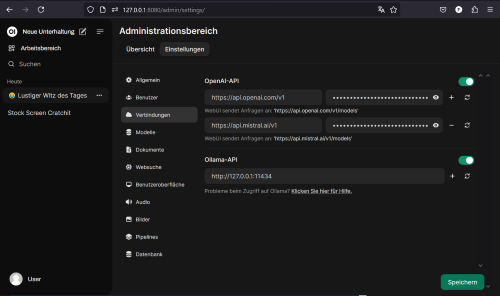 127.0.0.1:8080/admin/settings/
OI Neue Unterhaltung
Arbeitsbereich
Suchen
Heute
🤣 Lustiger Witz des Tages
Stock Screen Cratchit
User
Administrationsbereich
Übersicht Einstellungen
Allgemein
Benutzer
Verbindungen
Modelle
Dokumente
Websuche
Benutzeroberfläche
Audio
Bilder
Pipelines
Datenbank
OpenAI-API
https://api.openai.com/v1
WebUI sendet Anfragen an: 'https://api.openai.com/v1/models'
https://api.mistral.ai/v1
WebUI sendet Anfragen an: 'https://api.mistral.ai/v1/models'
Ollama-API
http://127.0.0.1:11434
Probleme beim Zugriff auf Ollama? Klicken Sie hier für Hilfe.
Speichern